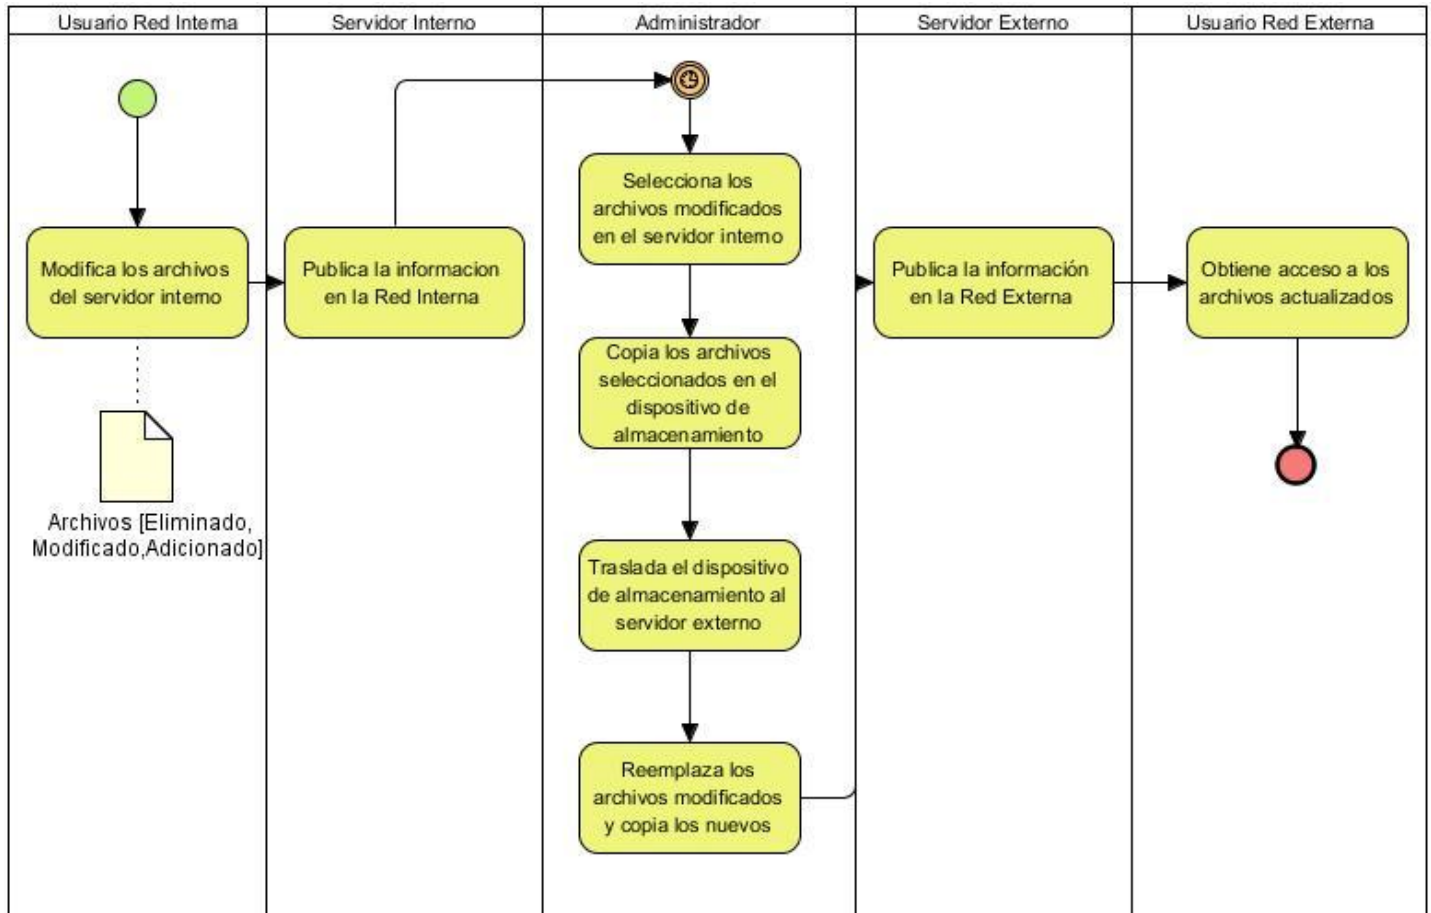 Usuario Red Interna
Servidor Interno
Administrador
Servidor Externo
Usuario Red Externa
Modifica los archivos
del servidor interno
Archivos [Eliminado,
Modificado,Adicionado]
Publica la informacion
en la Red Interna
Selecciona los
archivos modificados
en el servidor interno
Copia los archivos
seleccionados en el
dispositivo de
almacenamiento
Traslada el dispositivo
de almacenamiento al
servidor externo
Reemplaza los
archivos modificados
y copia los nuevos
Publica la información
en la Red Externa
Obtiene acceso a los
archivos actualizados